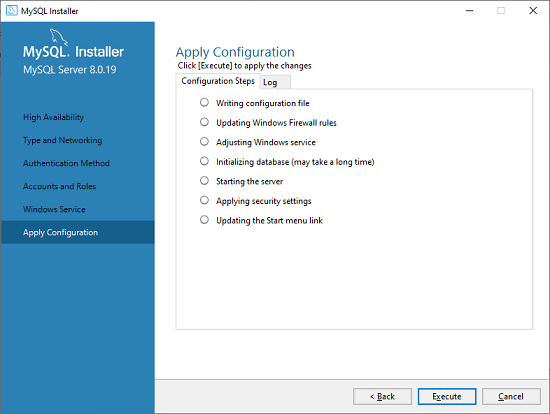 MySQL Installer
MySQL. Installer
MySQL Server 8.0.19
High Availability
Type and Networking
Authentication Method
Accounts and Roles
Windows Service
Apply Configuration
Apply Configuration
Click [Execute] to apply the changes
Configuration Steps
Log
Writing configuration file
Updating Windows Firewall rules
Adjusting Windows service
Initializing database (may take a long time)
Starting the server
Applying security settings
Updating the Start menu link
< Back
Execute
Cancel